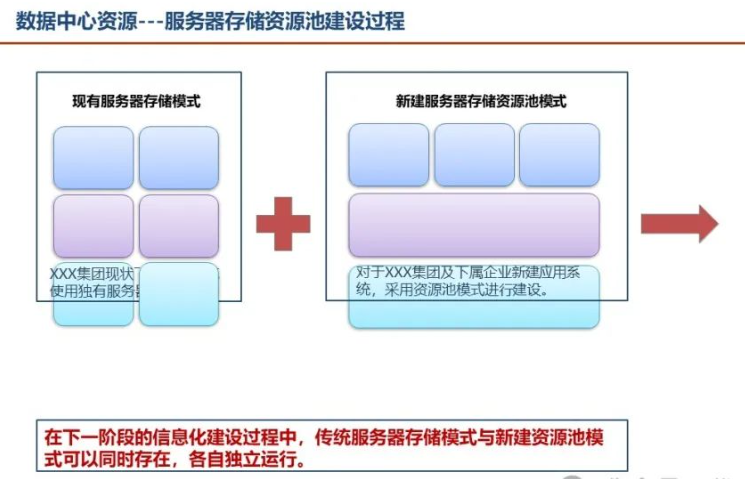 数据中心资源---服务器存储资源池建设过程
现有服务器存储模式
XXX集团现状
使用独有服务器
新建服务器存储资源池模式
对于XXX集团及下属企业新建应用系
统，采用资源池模式进行建设。
在下一阶段的信息化建设过程中，传统服务器存储模式与新建资源池模
式可以同时存在，各自独立运行。